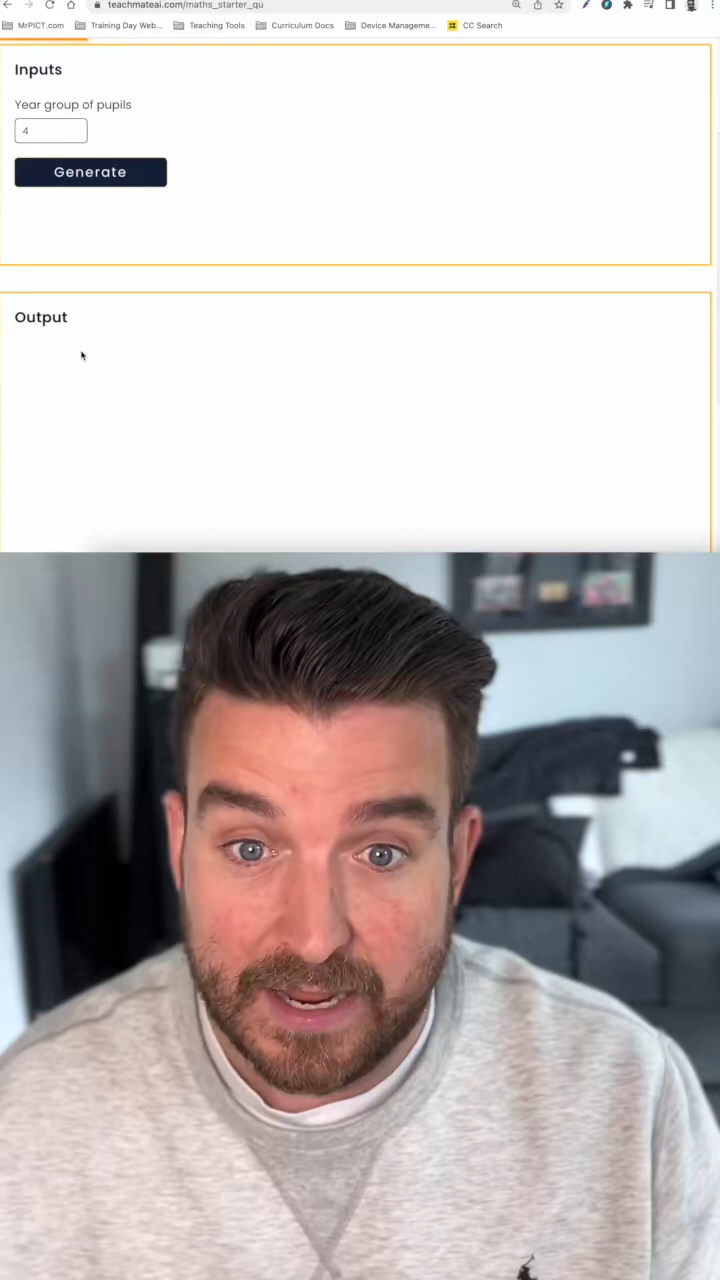 teachmateai.com/maths_starter_qu
MrPICT.com Training Day Web... Teaching Tools Curriculum Docs Device Manageme... CC Search
Inputs
Year group of pupils
4
Generate
Output